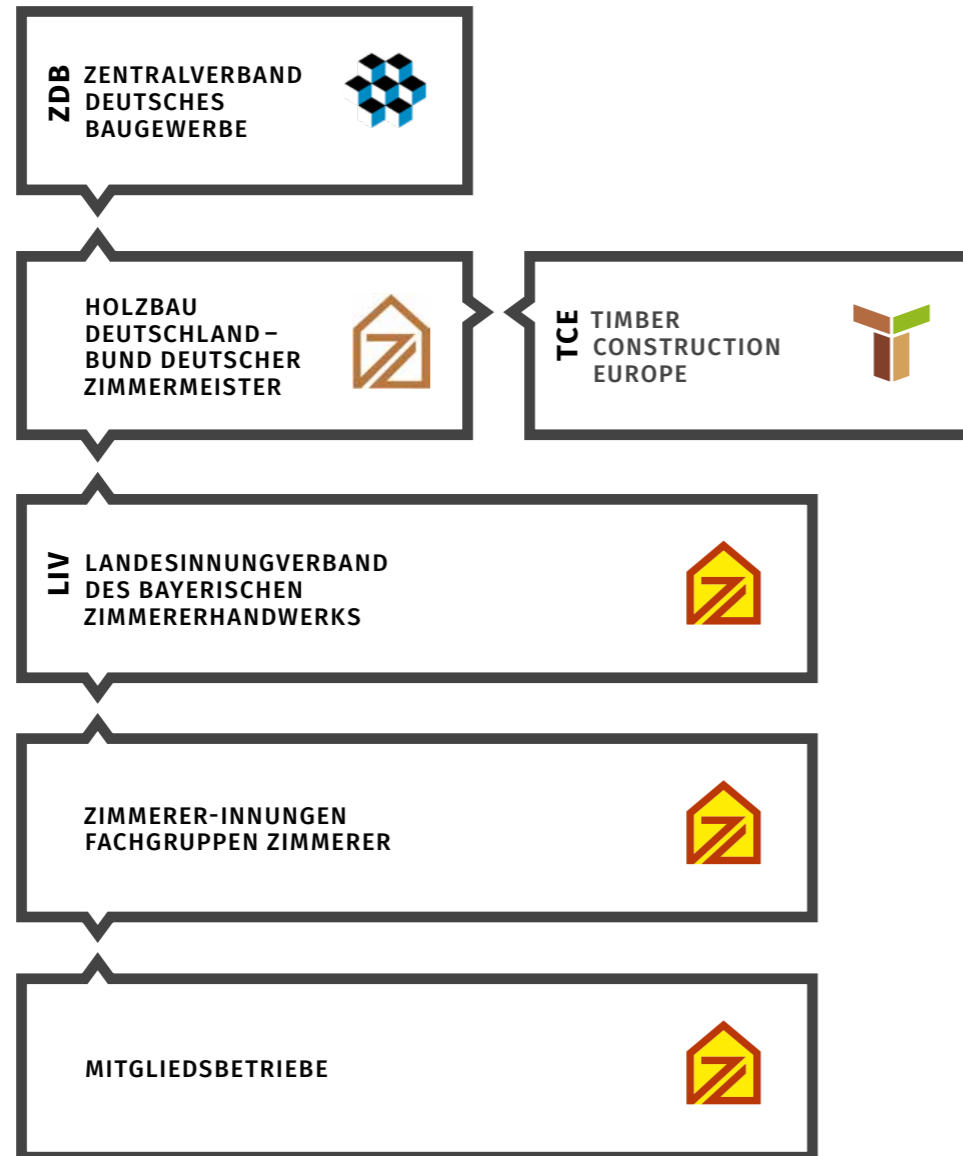 ZDB
ZENTRALVERBAND
DEUTSCHES
BAUGEWERBE
HOLZBAU
DEUTSCHLAND –
BUND DEUTSCHER
ZIMMERMEISTER
TCE
TIMBER
CONSTRUCTION
EUROPE
LIV
LANDESINNUNGVERBAND
DES BAYERISCHEN
ZIMMERERHANDWERKS
ZIMMERER-INNUNGEN
FACHGRUPPEN ZIMMERER
MITGLIEDSBETRIEBE